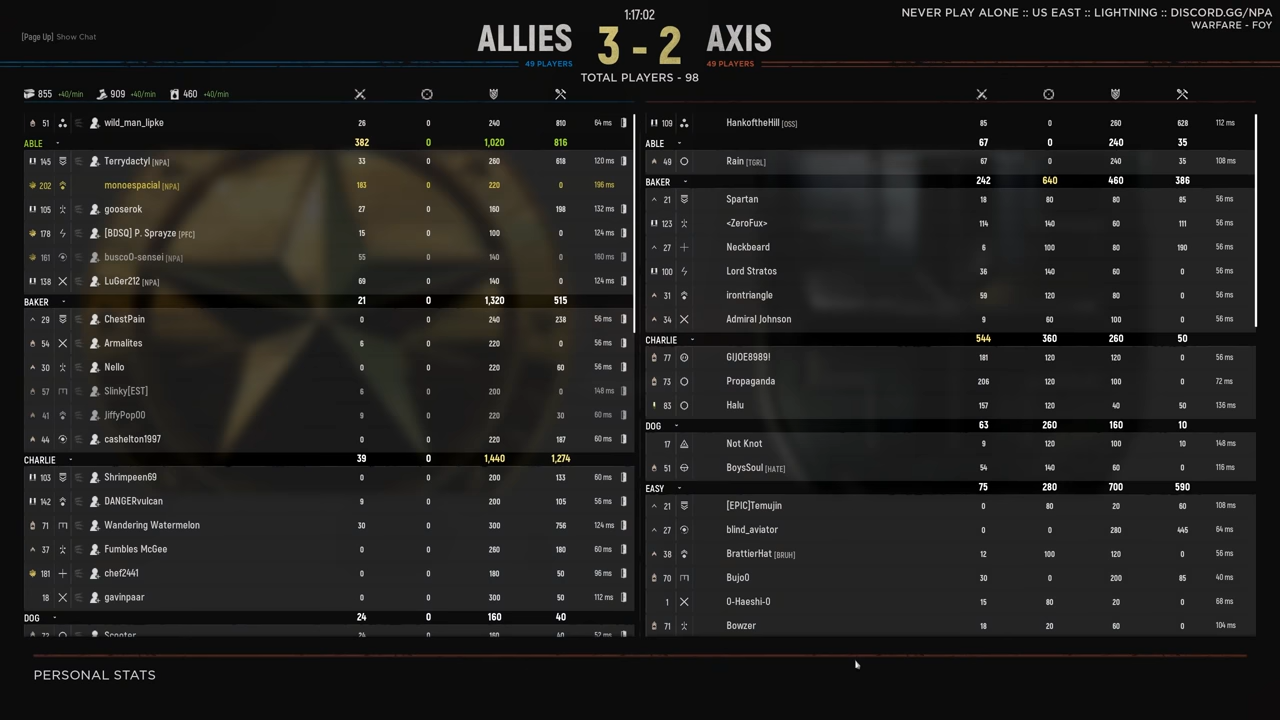 1:17:02
NEVER PLAY ALONE :: US EAST :: LIGHTNING :: DISCORD.GG/NPA
WARFARE - FOY
[Page Up] Show Chat
ALLIES 3 - 2 AXIS
49 PLAYERS 49 PLAYERS
TOTAL PLAYERS - 98
855 +40/min 909 +40/min 460 +40/min
51 wild_man_lipke 26 0 240 810 64 ms
ABLE - 382 0 1,020 816
145 Terrydactyl [NPA] 33 0 260 618 120 ms
202 monoespacial [NPA] 183 0 220 0 196 ms
105 gooserok 27 0 160 198 132 ms
178 [BDSQ] P. Sprayze [PFC] 15 0 100 0 124 ms
161 buscoO-sensei [NPA] 55 0 140 0 160 ms
138 LuGer212 [NPA] 69 0 140 0 124 ms
BAKER - 21 0 1,320 515
29 ChestPain 0 0 240 238 56 ms
54 Armalites 6 0 220 0 56 ms
30 Nello 0 0 220 60 56 ms
57 Slinky[EST] 6 0 200 0 148 ms
41 JiffyPop00 9 0 220 30 60 ms
44 cashelton1997 0 0 220 187 60 ms
CHARLIE - 39 0 1,440 1,274
103 Shrimpeen69 0 0 200 133 60 ms
142 DANGERvulcan 9 0 200 105 56 ms
71 Wandering Watermelon 30 0 300 756 124 ms
37 Fumbles McGee 0 0 260 180 60 ms
181 chef2441 0 0 180 50 96 ms
18 gavinpaar 0 0 300 50 112 ms
DOG - 24 0 160 40
Scooter 24 0 160 40 52 ms
109 HankoftheHill [OSS] 85 0 260 628 112 ms
ABLE - 67 0 240 35
49 Rain [TGRL] 67 0 240 35 108 ms
BAKER - 242 640 460 386
21 Spartan 18 80 80 85 56 ms
123 <ZeroFux> 114 140 60 111 56 ms
27 Neckbeard 6 100 80 190 56 ms
100 Lord Stratos 36 140 60 0 56 ms
31 irontriangle 59 120 80 0 56 ms
34 Admiral Johnson 9 60 100 0 56 ms
CHARLIE - 544 360 260 50
77 GIJOE8989! 181 120 120 0 56 ms
73 Propaganda 206 120 100 0 72 ms
83 Halu 157 120 40 50 136 ms
DOG - 63 260 160 10
17 Not Knot 9 120 100 10 148 ms
51 BoysSoul [HATE] 54 140 60 0 116 ms
EASY - 75 280 700 590
21 [EPIC]Temujin 0 80 20 60 108 ms
27 blind_aviator 0 0 280 445 64 ms
38 BrattierHat [BRUH] 12 100 120 0 56 ms
70 Bujo0 30 0 200 85 40 ms
1 0-Haeshi-0 15 80 20 0 68 ms
71 Bowzer 18 20 60 0 104 ms
PERSONAL STATS